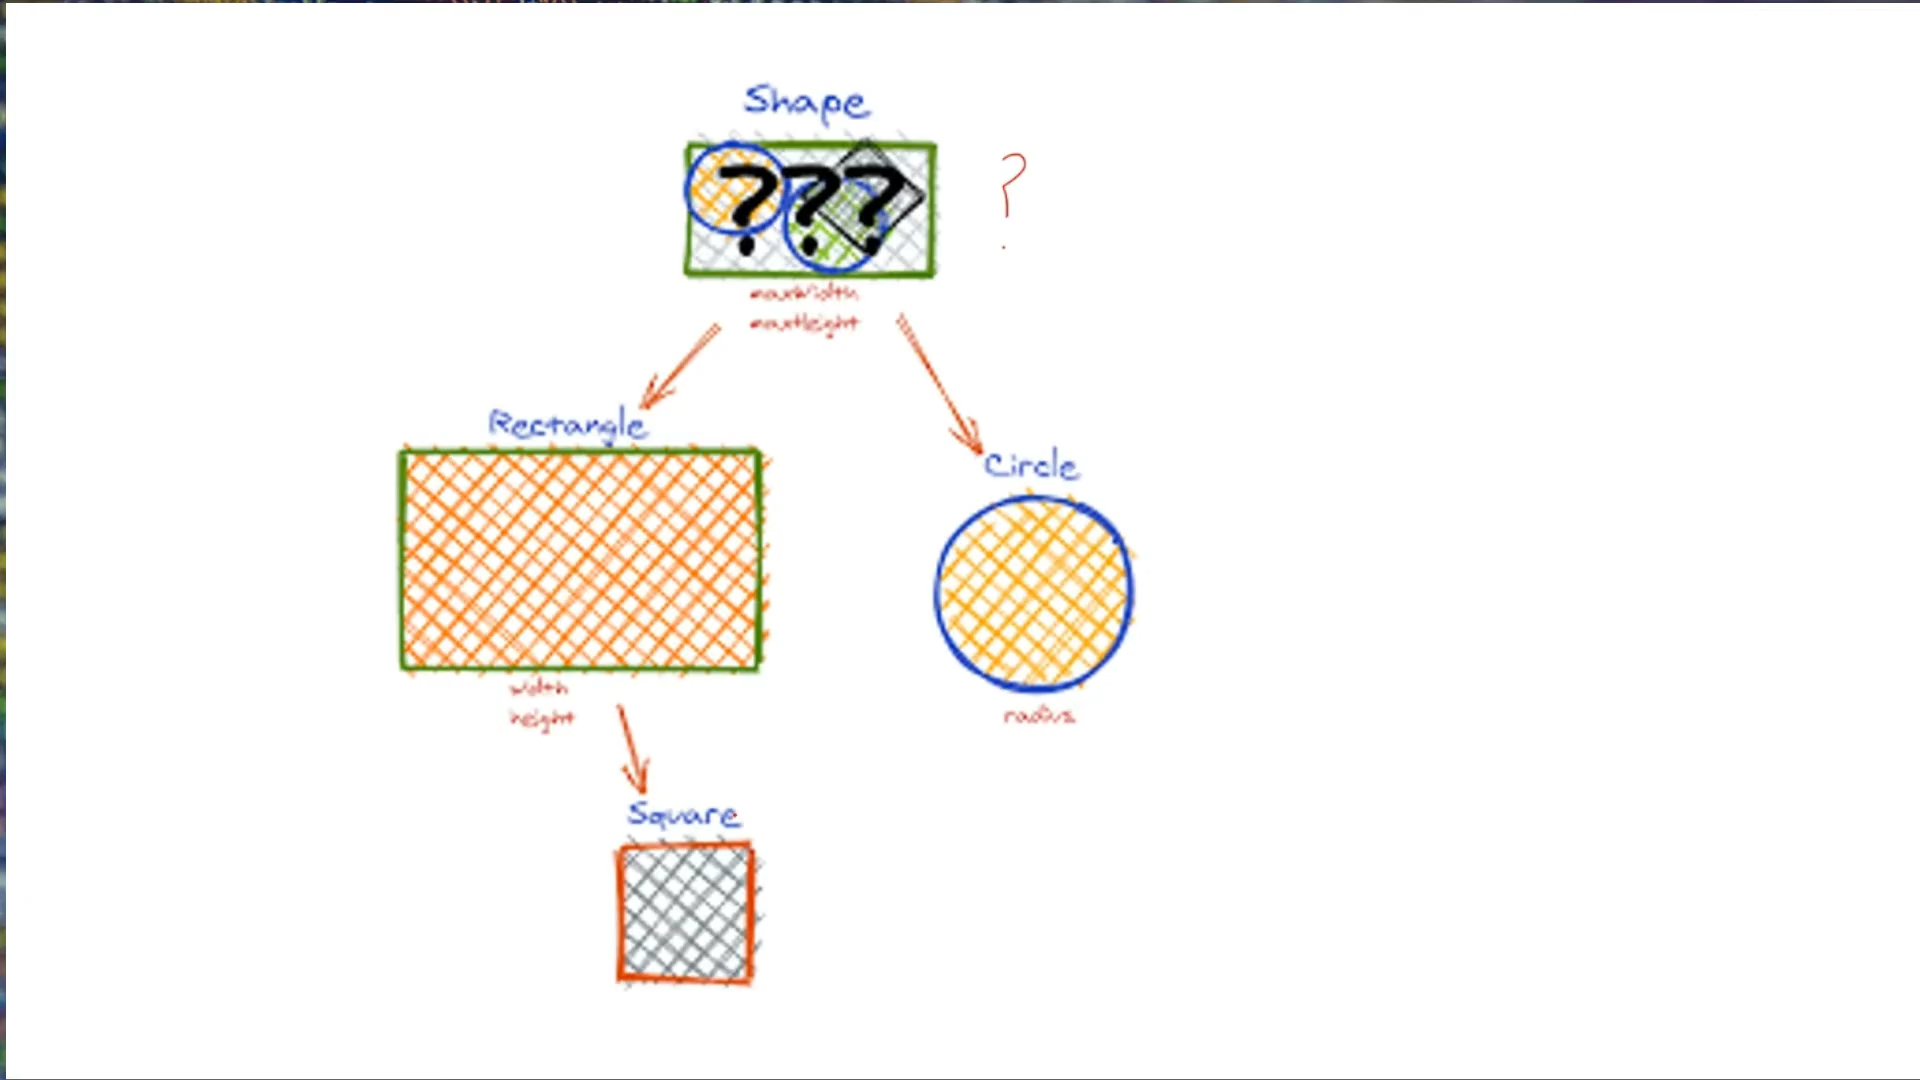 Shape
???
?
maxWidth
maxHeight
Rectangle
Circle
width
height
radius
Square